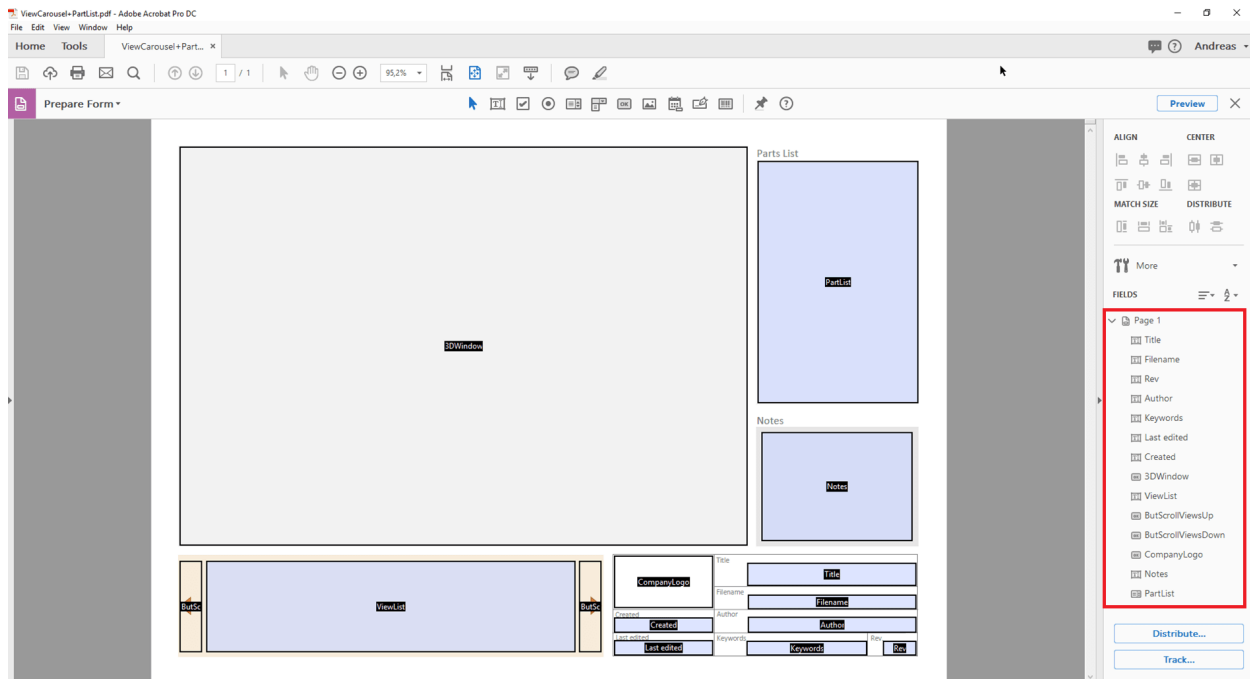 ViewCarousel+PartList.pdf - Adobe Acrobat Pro DC
File Edit View Window Help
Home Tools ViewCarousel+Part... × Andreas
1 / 1 95,2%
Prepare Form Preview
Parts List
PartList
3DWindow
Notes
Notes
ButSc ViewList ButSc
CompanyLogo
Title
Title
Filename
Filename
Created
Created
Author
Author
Last edited
Last edited
Keywords
Keywords
Rev
Rev
ALIGN CENTER
MATCH SIZE DISTRIBUTE
More
FIELDS
Page 1
Title
Filename
Rev
Author
Keywords
Last edited
Created
3DWindow
ViewList
ButScrollViewsUp
ButScrollViewsDown
CompanyLogo
Notes
PartList
Distribute...
Track...